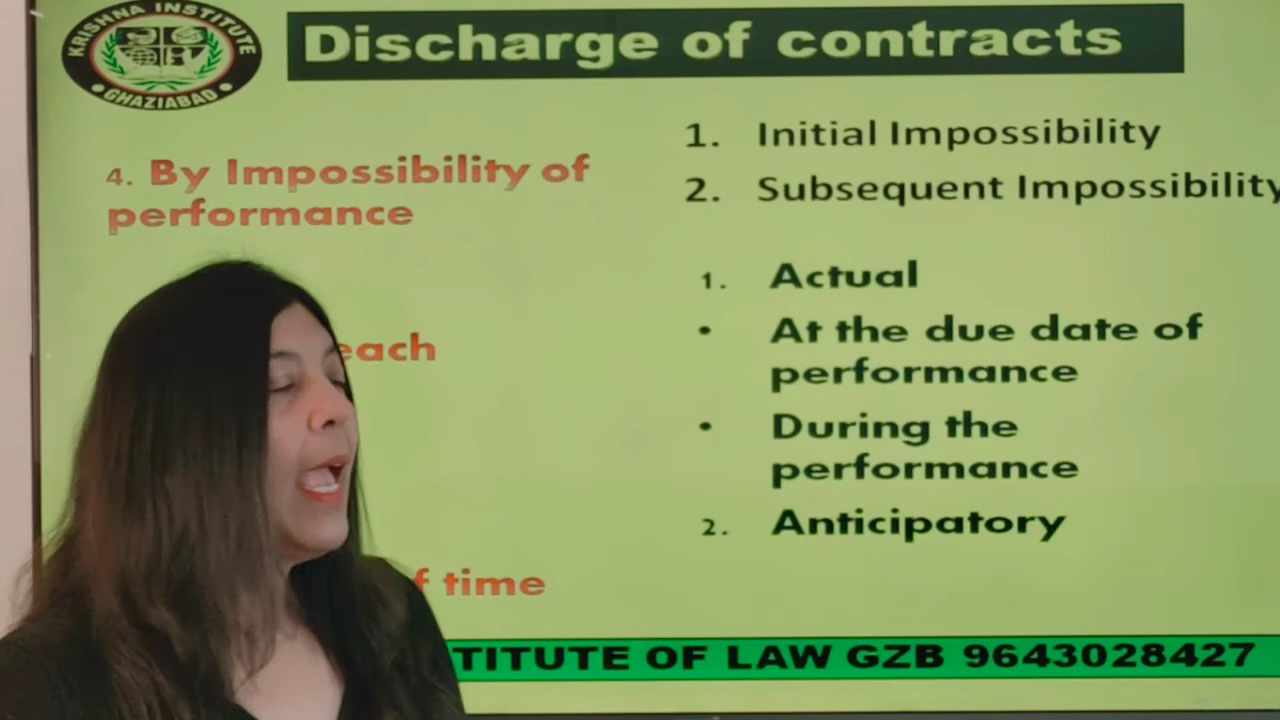 KRISHNA INSTITUTE
GHAZIABAD
Discharge of contracts
4. By Impossibility of
performance
1. Initial Impossibility
2. Subsequent Impossibility
each
1. Actual
• At the due date of
performance
• During the
performance
2. Anticipatory
f time
TITUTE OF LAW GZB 9643028427